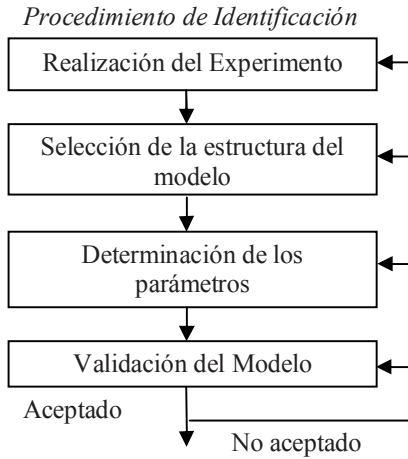 Procedimiento de Identificación
Realización del Experimento
Selección de la estructura del
modelo
Determinación de los
parámetros
Validación del Modelo
Aceptado
No aceptado